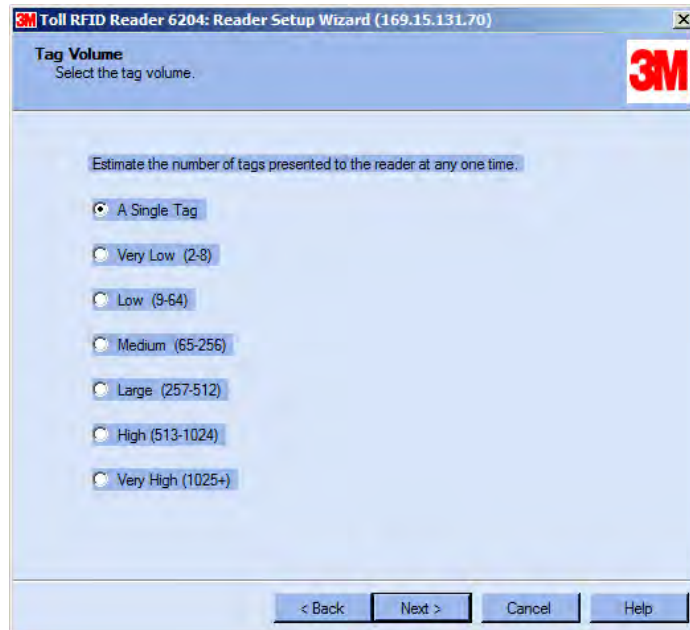 3M Toll RFID Reader 6204: Reader Setup Wizard (169.15.131.70)
Tag Volume
Select the tag volume.
3M
Estimate the number of tags presented to the reader at any one time.
A Single Tag
Very Low (2-8)
Low (9-64)
Medium (65-256)
Large (257-512)
High (513-1024)
Very High (1025+)
< Back Next > Cancel Help